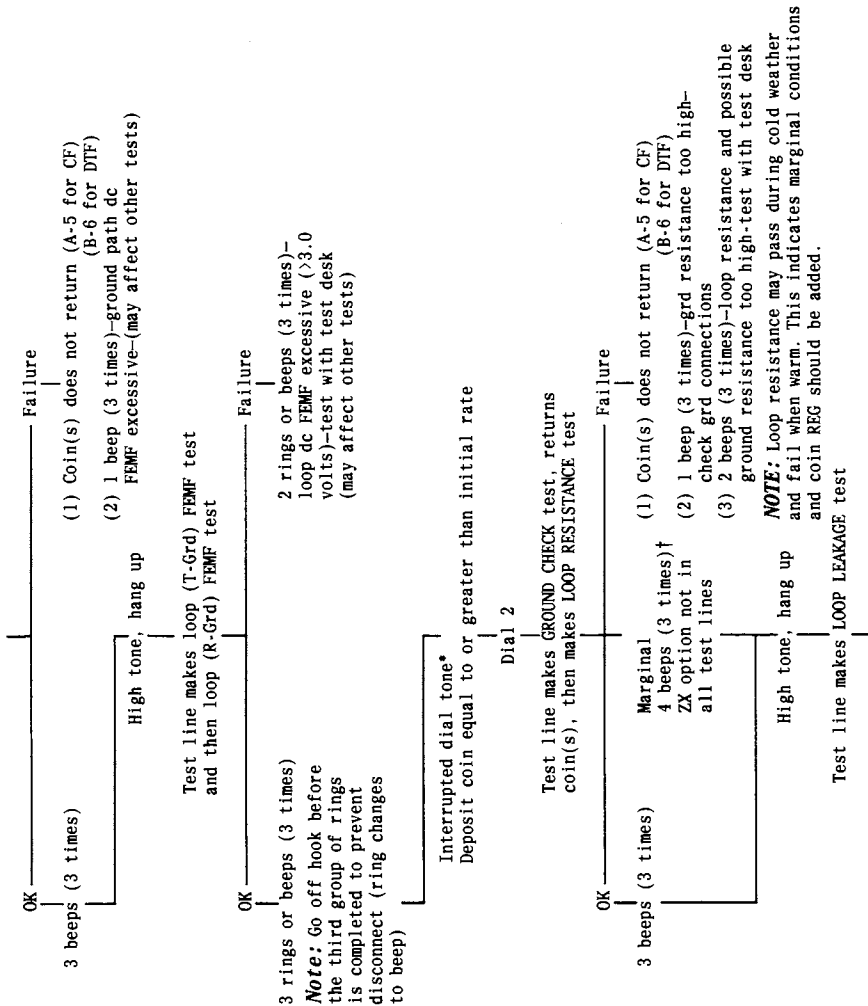 OK
Failure
3 beeps (3 times)
(1) Coin(s) does not return (A-5 for CF)
(B-6 for DTF)
(2) 1 beep (3 times)—ground path dc
FEMF excessive—(may affect other tests)
High tone, hang up
Test line makes loop (T-Grd) FEMF test
and then loop (R-Grd) FEMF test
OK
Failure
3 rings or beeps (3 times)
Note: Go off hook before
the third group of rings
is completed to prevent
disconnect (ring changes
to beep)
2 rings or beeps (3 times)—
loop dc FEMF excessive (>3.0
volts)—test with test desk
(may affect other tests)
Interrupted dial tone*
Deposit coin equal to or greater than initial rate
Dial 2
Test line makes GROUND CHECK test, returns
coin(s), then makes LOOP RESISTANCE test
OK
Failure
3 beeps (3 times)
Marginal
4 beeps (3 times)†
ZX option not in
all test lines
(1) Coin(s) does not return (A-5 for CF)
(B-6 for DTF)
(2) 1 beep (3 times)—grd resistance too high—
check grd connections
(3) 2 beeps (3 times)—loop resistance and possible
ground resistance too high-test with test desk
NOTE: Loop resistance may pass during cold weather
and fail when warm. This indicates marginal conditions
and coin REG should be added.
High tone, hang up
Test line makes LOOP LEAKAGE test